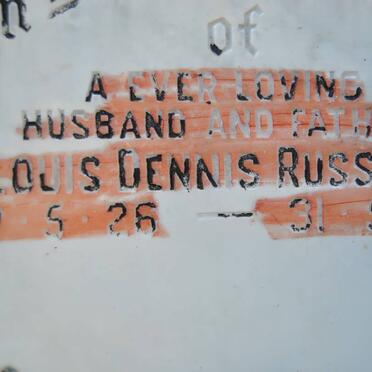 of
A EVER-LOVING
HUSBAND AND FATH
LOUIS DENNIS RUSS
5 26 — 31